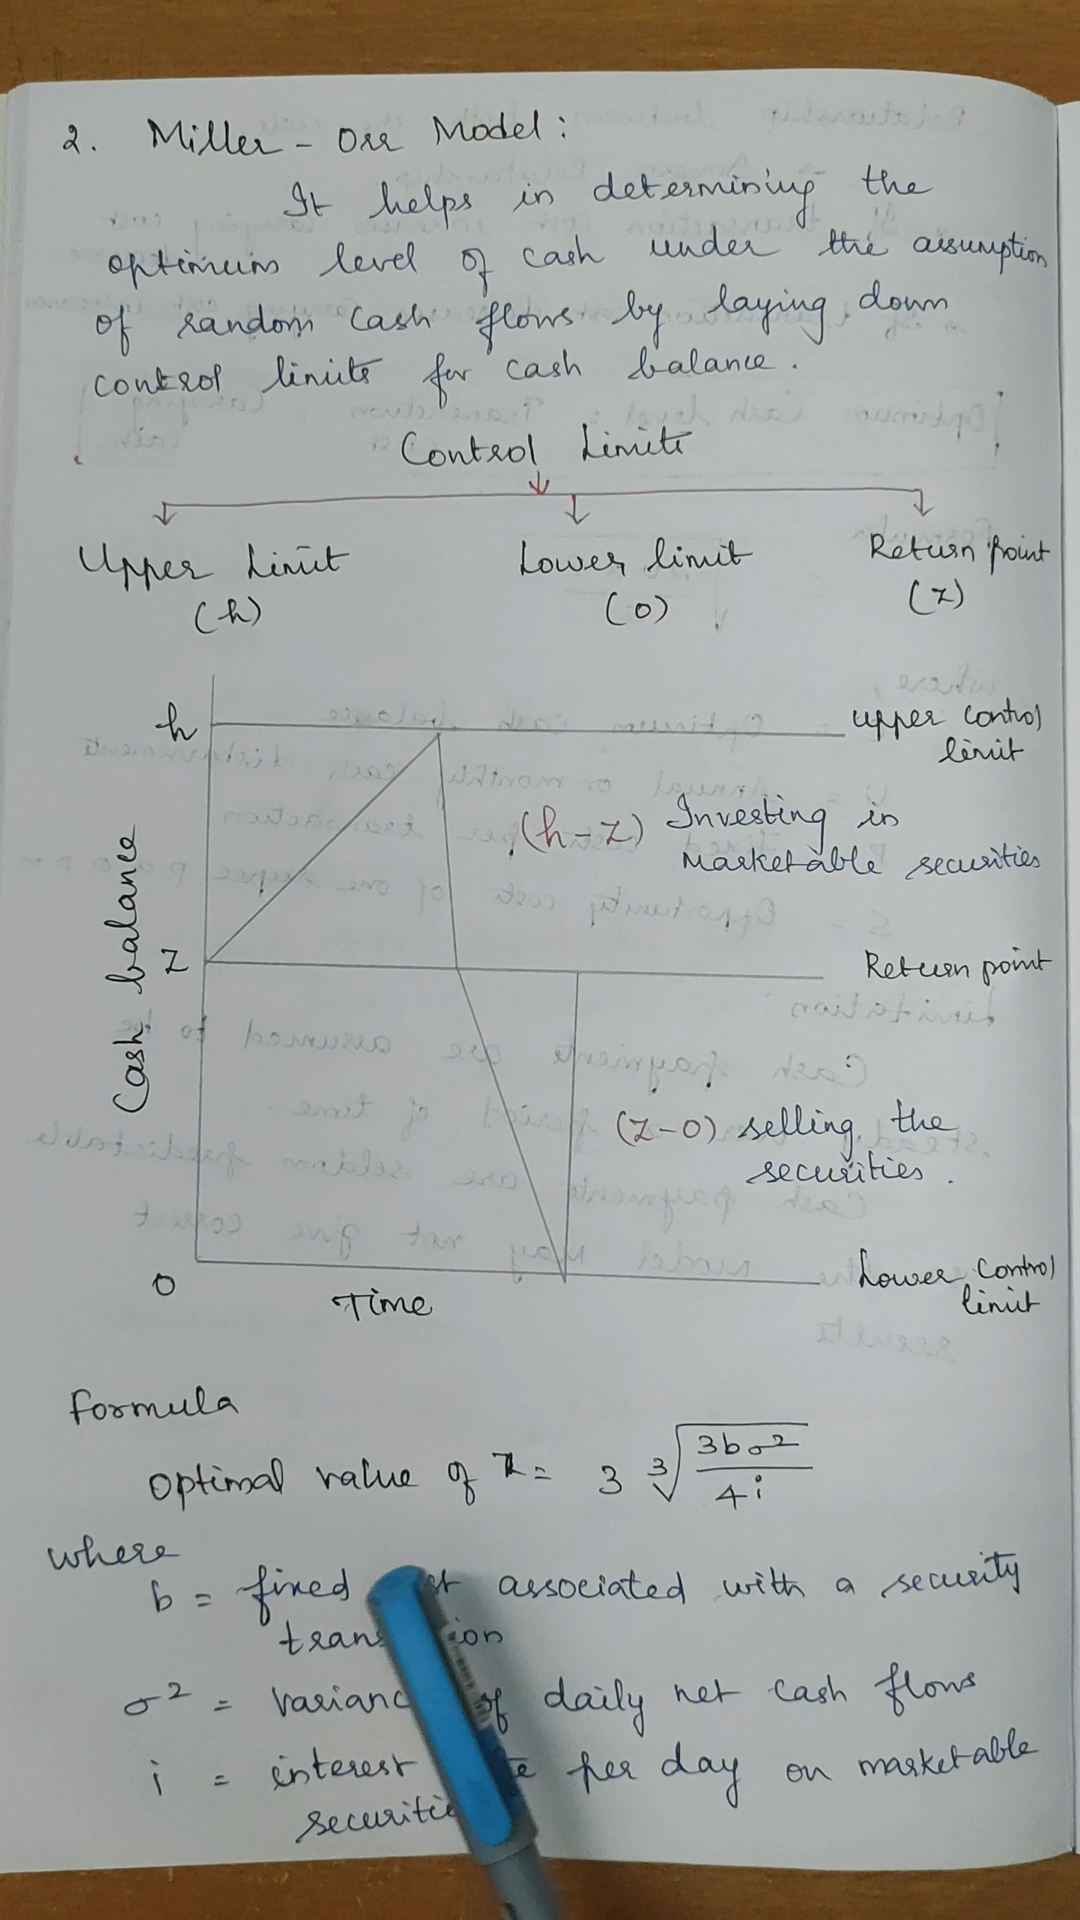 2. Miller - Orr Model:
It helps in determining the
optimum level of cash under the assumption
of random cash flows by laying down
control limits for cash balance.
Control Limits
Upper Limit Lower limit Return point
(h) (0) (z)
h upper control
limit
(h-z) Investing in
Marketable securities
Cash balance
z Return point
(z-0) selling the
securities.
0 Lower control
limit
Time
Formula
Optimal value of z = 3 ∛(3bσ²/4i)
where
b = fixed associated with a security
σ² = of daily net cash flows
i = interest per day on marketable